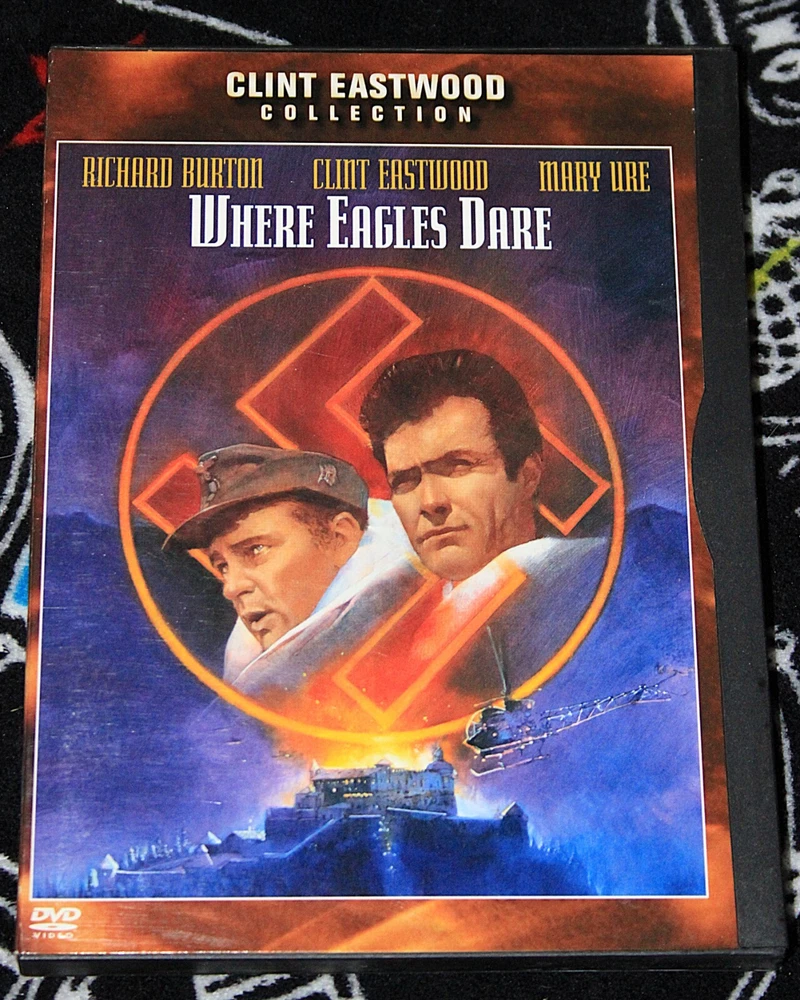 CLINT EASTWOOD
COLLECTION
RICHARD BURTON CLINT EASTWOOD MARY URE
WHERE EAGLES DARE
DVD
VIDEO